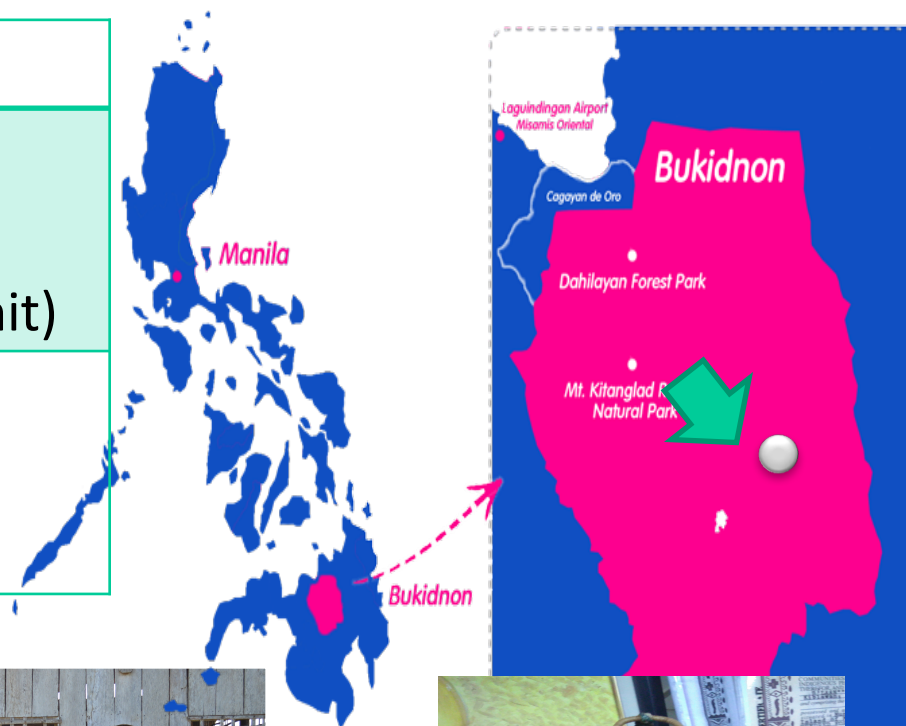 nit)
Manila
Bukidnon
Laguindingan Airport
Misamis Oriental
Bukidnon
Cagayan de Oro
Dahilayan Forest Park
Mt. Kitanglad
Natural Park